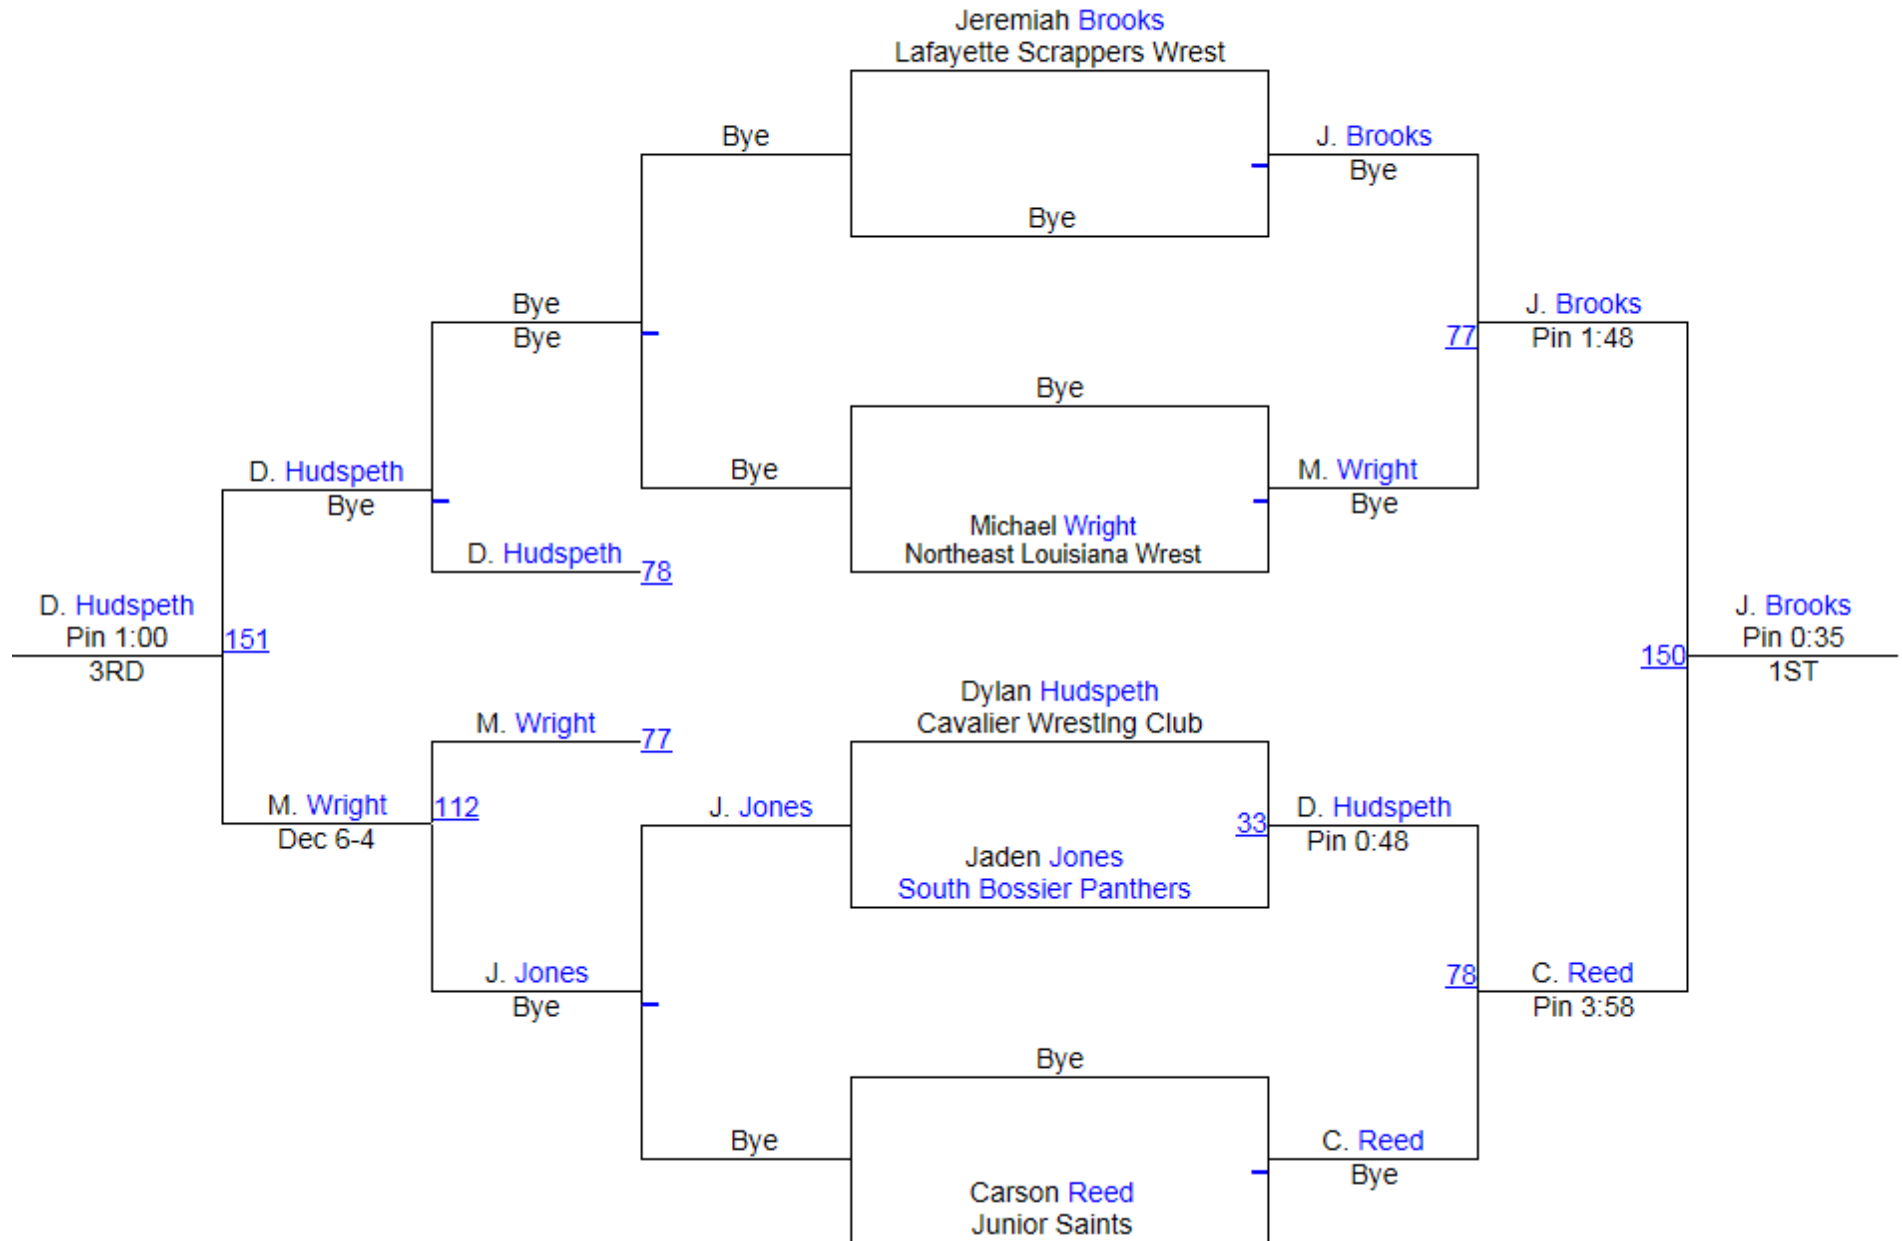 Jeremiah Brooks
Lafayette Scrappers Wrest
Bye
J. Brooks
Bye
Bye
Bye
Bye
J. Brooks
77
Pin 1:48
Bye
D. Hudspeth
Bye
Bye
M. Wright
Bye
Michael Wright
Northeast Louisiana Wrest
D. Hudspeth
78
D. Hudspeth
Pin 1:00
3RD
151
J. Brooks
Pin 0:35
1ST
150
Dylan Hudspeth
Cavalier Wrestlng Club
M. Wright
77
M. Wright
112
Dec 6-4
J. Jones
33
D. Hudspeth
Pin 0:48
Jaden Jones
South Bossier Panthers
J. Jones
Bye
78
C. Reed
Pin 3:58
Bye
Bye
C. Reed
Bye
Carson Reed
Junior Saints